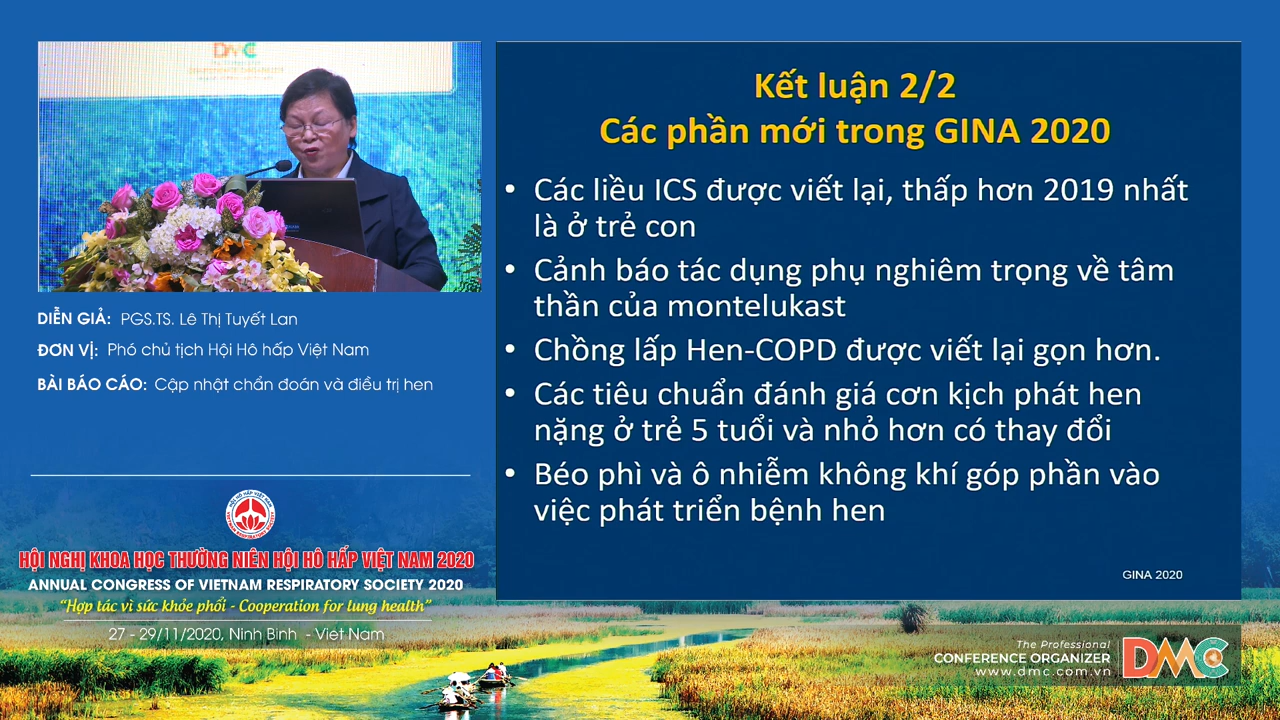 DMC
DIỄN GIẢ: PGS.TS. Lê Thị Tuyết Lan
ĐƠN VỊ: Phó chủ tịch Hội Hô hấp Việt Nam
BÀI BÁO CÁO: Cập nhật chẩn đoán và điều trị hen
HỘI NGHỊ KHOA HỌC THƯỜNG NIÊN HỘI HÔ HẤP VIỆT NAM 2020
ANNUAL CONGRESS OF VIETNAM RESPIRATORY SOCIETY 2020
“Hợp tác vì sức khỏe phổi - Cooperation for lung health”
27 - 29/11/2020, Ninh Bình - Viet Nam
Kết luận 2/2
Các phần mới trong GINA 2020
• Các liều ICS được viết lại, thấp hơn 2019 nhất
là ở trẻ con
• Cảnh báo tác dụng phụ nghiêm trọng về tâm
thần của montelukast
• Chồng lấp Hen-COPD được viết lại gọn hơn.
• Các tiêu chuẩn đánh giá cơn kịch phát hen
nặng ở trẻ 5 tuổi và nhỏ hơn có thay đổi
• Béo phì và ô nhiễm không khí góp phần vào
việc phát triển bệnh hen
GINA 2020
The Professional
CONFERENCE ORGANIZER
www.dmc.com.vn
DMC